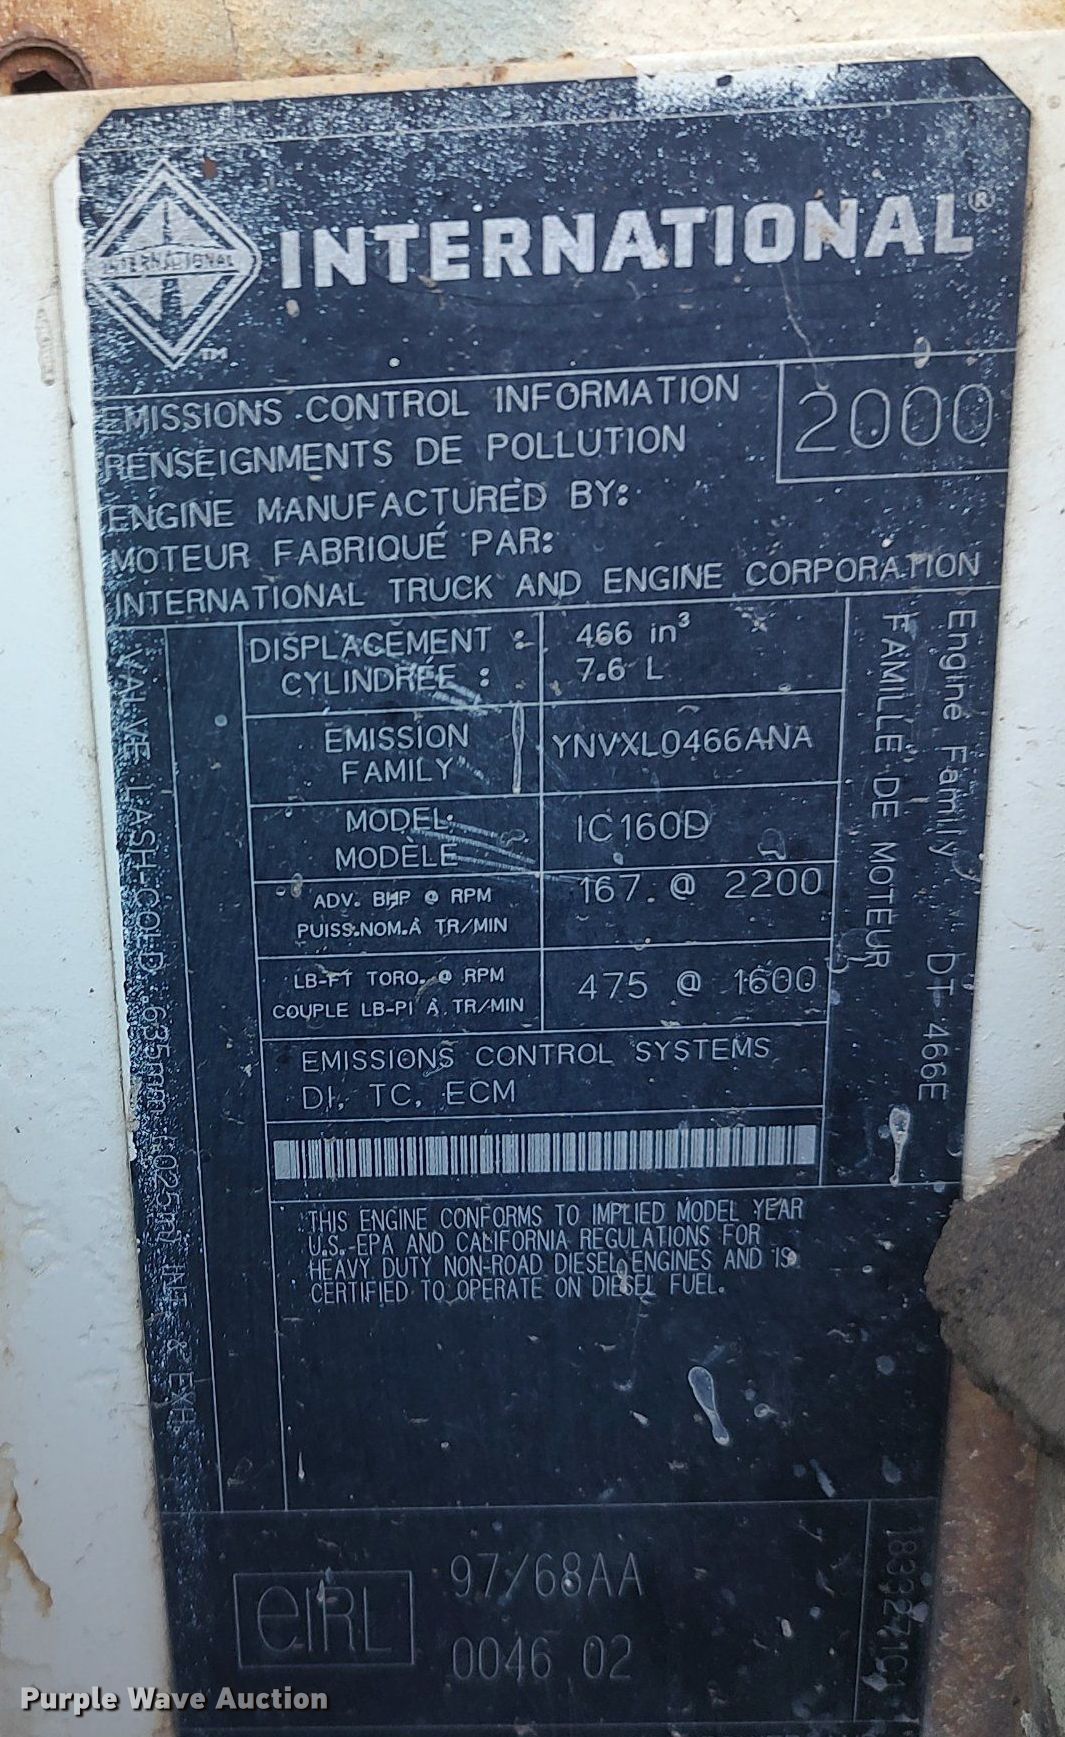 INTERNATIONAL
TM
INTERNATIONAL®
EMISSIONS CONTROL INFORMATION
RENSEIGNMENTS DE POLLUTION
2000
ENGINE MANUFACTURED BY:
MOTEUR FABRIQUÉ PAR:
INTERNATIONAL TRUCK AND ENGINE CORPORATION
VALVE LASH-COLD .635mm (.025in) INT. & EXH.
DISPLACEMENT : 466 in³
CYLINDRÉE : 7.6 L
EMISSION FAMILY YNVXL0466ANA
MODEL: IC160D
MODÈLE
ADV. BHP @ RPM 167. @ 2200
PUISS.NOM.À TR/MIN
LB-FT TORQ. @ RPM 475 @ 1600
COUPLE LB-PI À TR/MIN
EMISSIONS CONTROL SYSTEMS
DI, TC, ECM
Engine Family DT 466E
FAMILLE DE MOTEUR
THIS ENGINE CONFORMS TO IMPLIED MODEL YEAR
U.S.-EPA AND CALIFORNIA REGULATIONS FOR
HEAVY DUTY NON-ROAD DIESEL ENGINES AND IS
CERTIFIED TO OPERATE ON DIESEL FUEL.
eIRL
97/68AA
0046 02
Purple Wave Auction